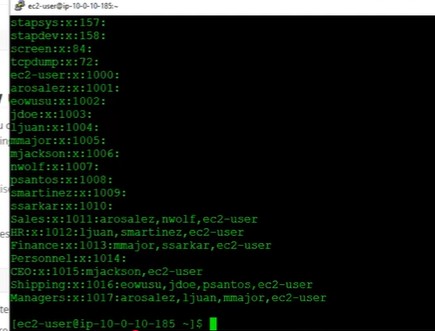 ec2-user@ip-10-0-10-185:~
stapsys:x:157:
stapdev:x:158:
screen:x:84:
tcpdump:x:72:
ec2-user:x:1000:
arosalez:x:1001:
eowusu:x:1002:
jdoe:x:1003:
ljuan:x:1004:
mmajor:x:1005:
mjackson:x:1006:
nwolf:x:1007:
psantos:x:1008:
smartinez:x:1009:
ssarkar:x:1010:
Sales:x:1011:arosalez,nwolf,ec2-user
HR:x:1012:ljuan,smartinez,ec2-user
Finance:x:1013:mmajor,ssarkar,ec2-user
Personnel:x:1014:
CEO:x:1015:mjackson,ec2-user
Shipping:x:1016:eowusu,jdoe,psantos,ec2-user
Managers:x:1017:arosalez,ljuan,mmajor,ec2-user
[ec2-user@ip-10-0-10-185 ~]$